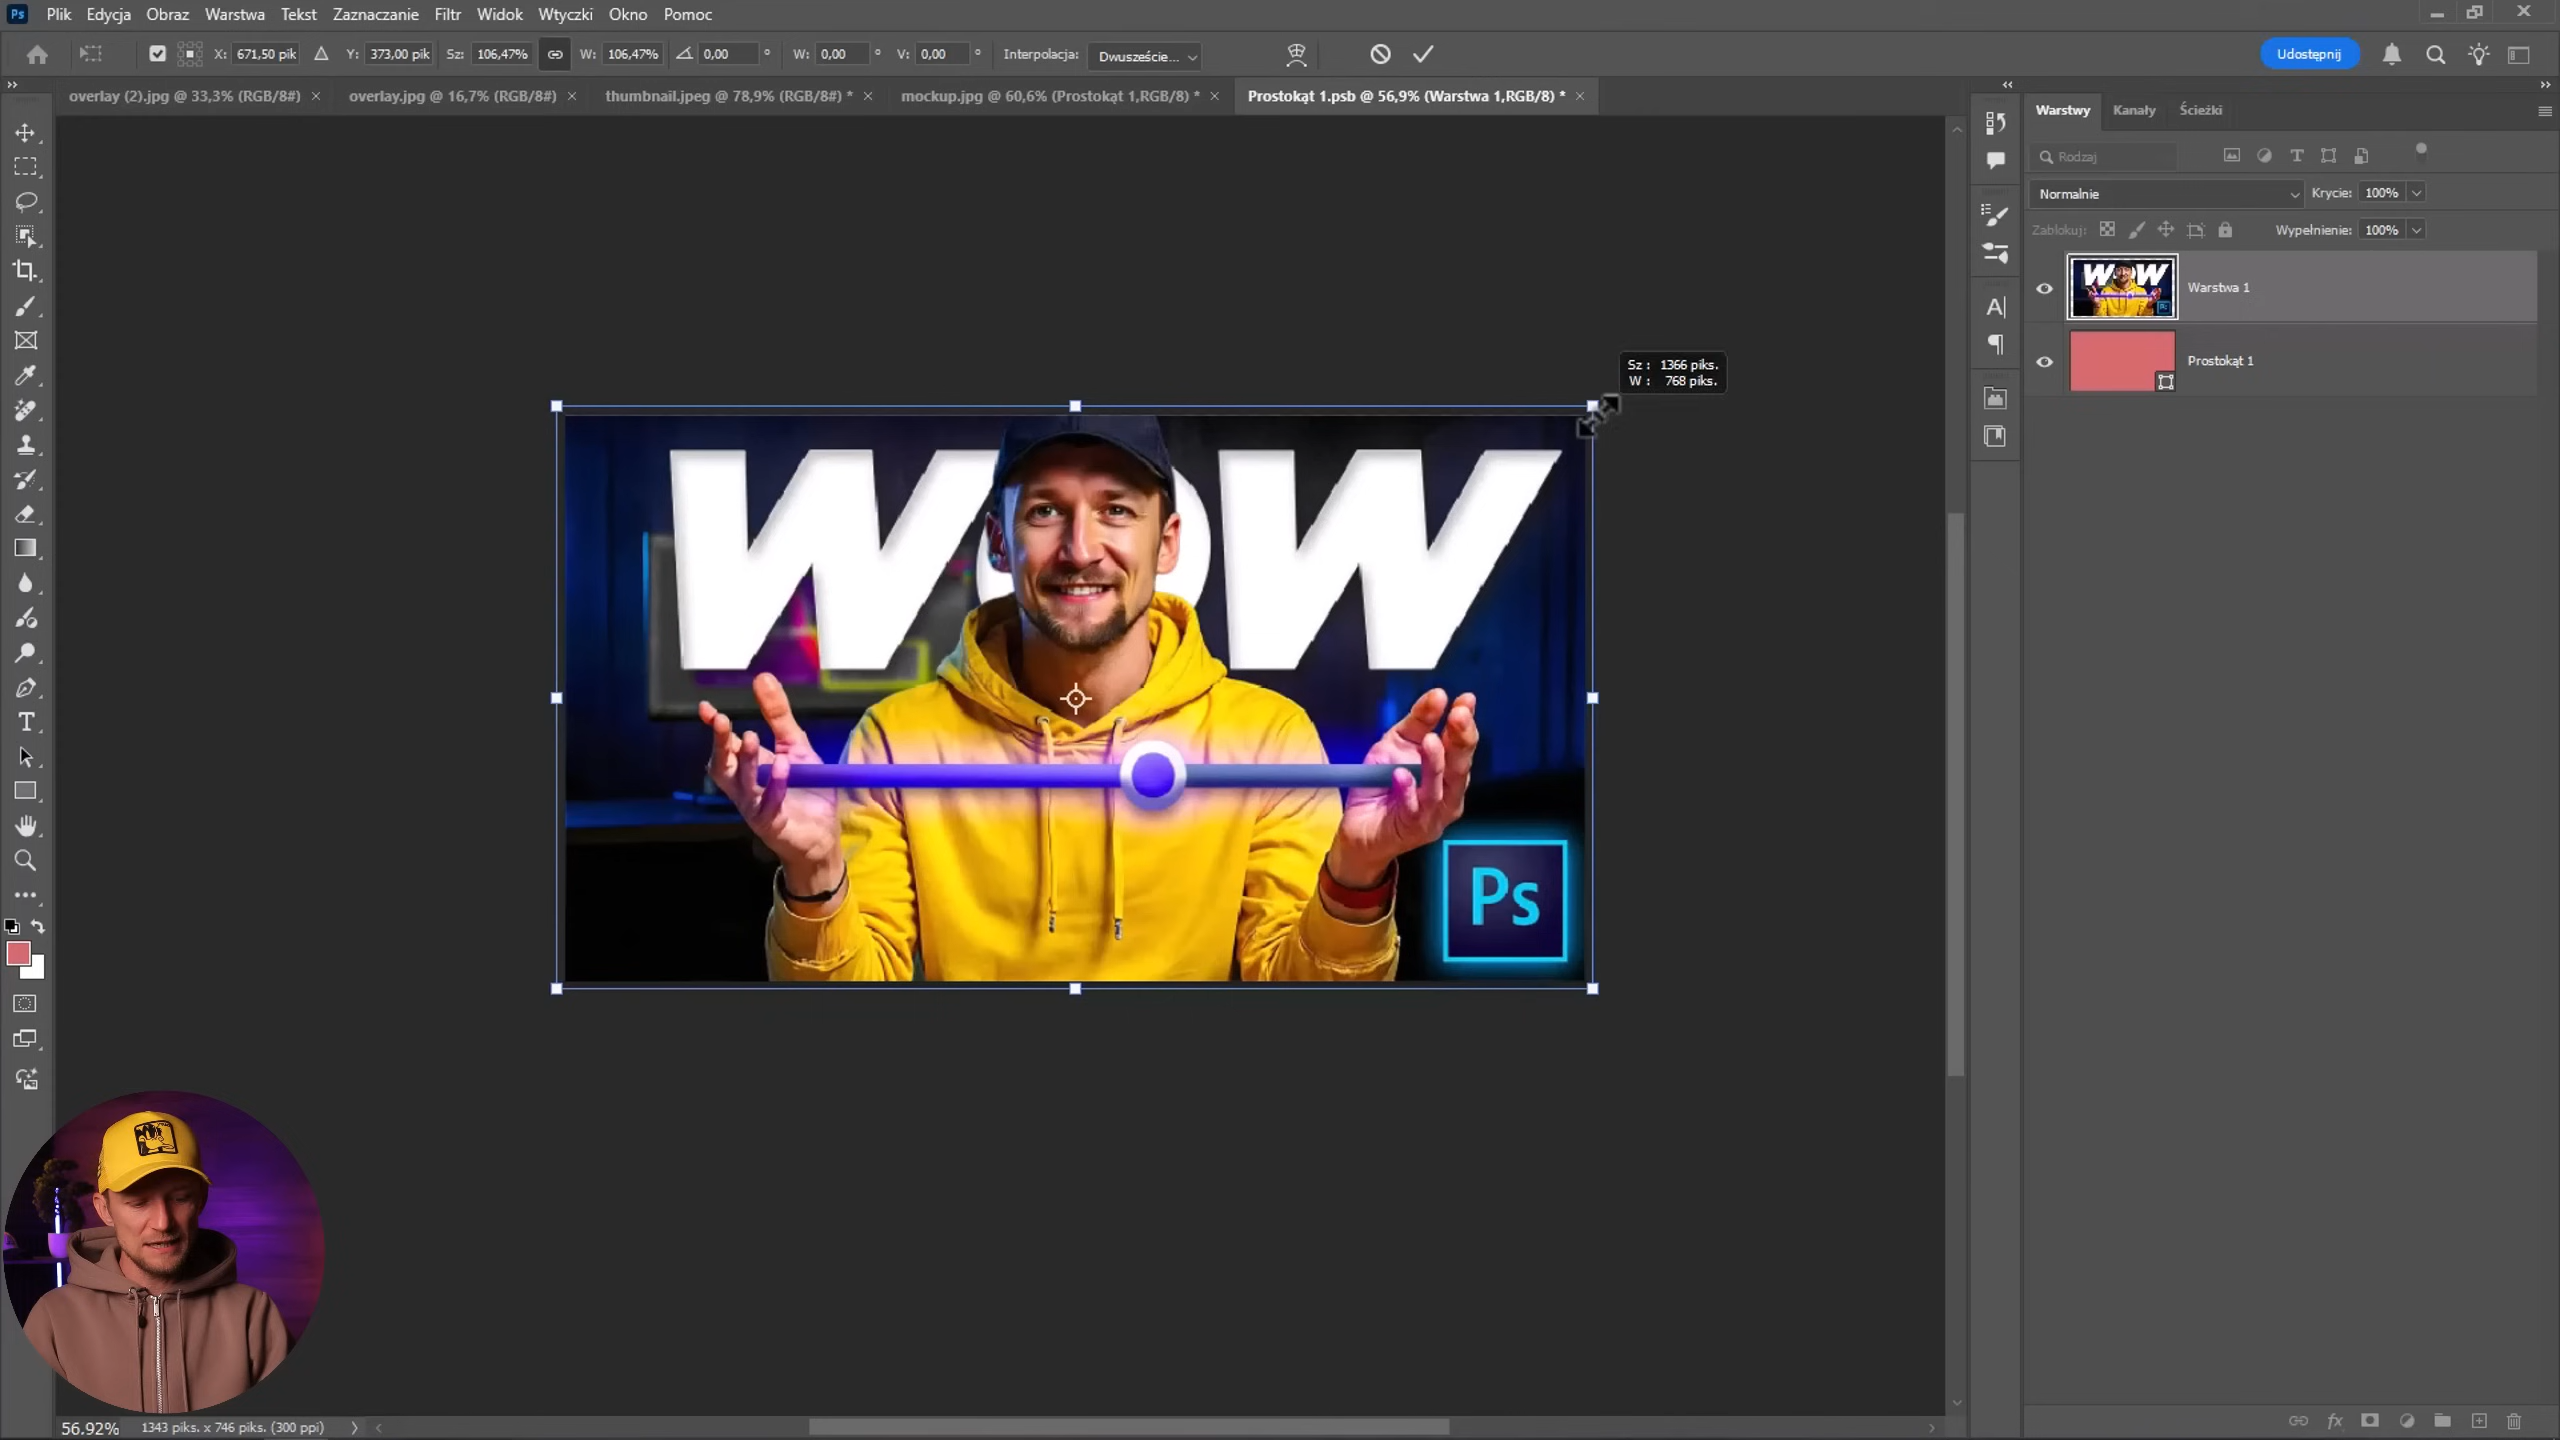 Ps Plik Edycja Obraz Warstwa Tekst Zaznaczanie Filtr Widok Wtyczki Okno Pomoc
X: 671,50 pik Y: 373,00 pik Sz: 106,47% W: 106,47% 0,00 ° W: 0,00 ° V: 0,00 ° Interpolacja: Dwuszeście... Udostępnij
overlay (2).jpg @ 33,3% (RGB/8#) × overlay.jpg @ 16,7% (RGB/8#) × thumbnail.jpeg @ 78,9% (RGB/8#) * × mockup.jpg @ 60,6% (Prostokąt 1,RGB/8) * × Prostokąt 1.psb @ 56,9% (Warstwa 1,RGB/8) * ×
Warstwy Kanały Ścieżki
Rodzaj
Normalnie Krycie: 100%
Zablokuj: Wypełnienie: 100%
WOW
Warstwa 1
Prostokąt 1
Sz : 1366 piks.
W : 768 piks.
WOW
Ps
56,92% 1343 piks. x 746 piks. (300 ppi)